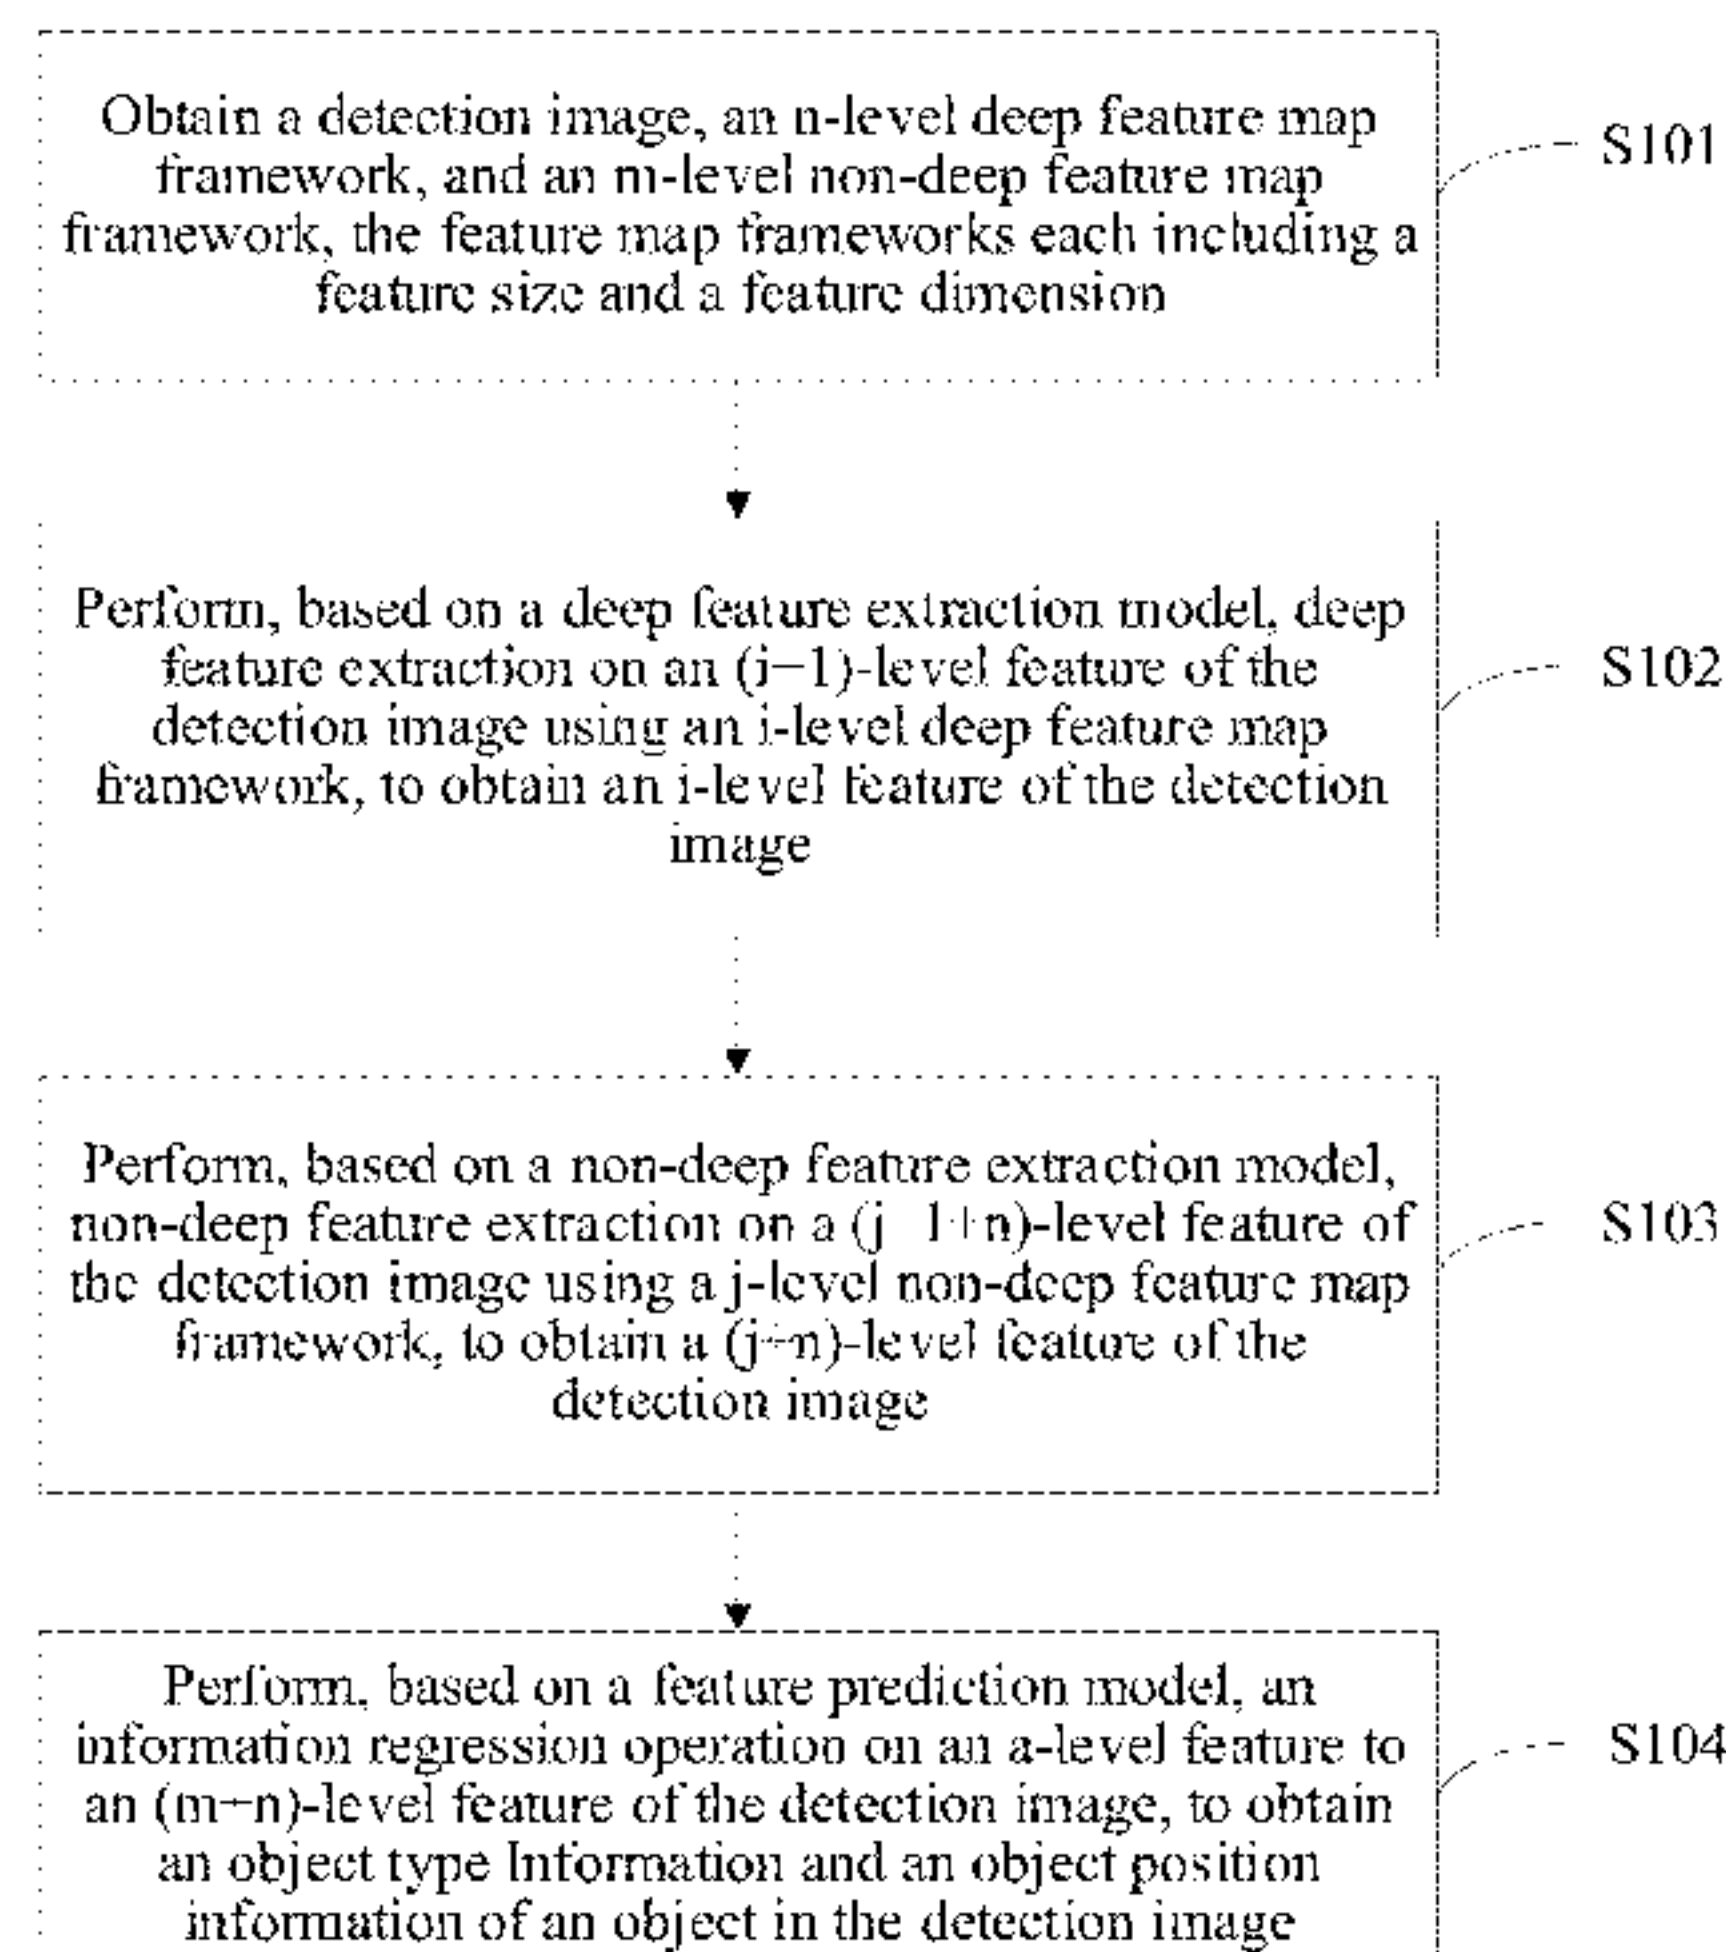 Obtain a detection image, an n-level deep feature map
framework, and an m-level non-deep feature map
framework, the feature map frameworks each including a
feature size and a feature dimension
S101
Perform, based on a deep feature extraction model, deep
feature extraction on an (i−1)-level feature of the
detection image using an i-level deep feature map
framework, to obtain an i-level feature of the detection
image
S102
Perform, based on a non-deep feature extraction model,
non-deep feature extraction on a (j 1+n)-level feature of
the detection image using a j-level non-deep feature map
framework, to obtain a (j+n)-level feature of the
detection image
S103
Perform, based on a feature prediction model, an
information regression operation on an a-level feature to
an (m+n)-level feature of the detection image, to obtain
an object type Information and an object position
information of an object in the detection image
S104